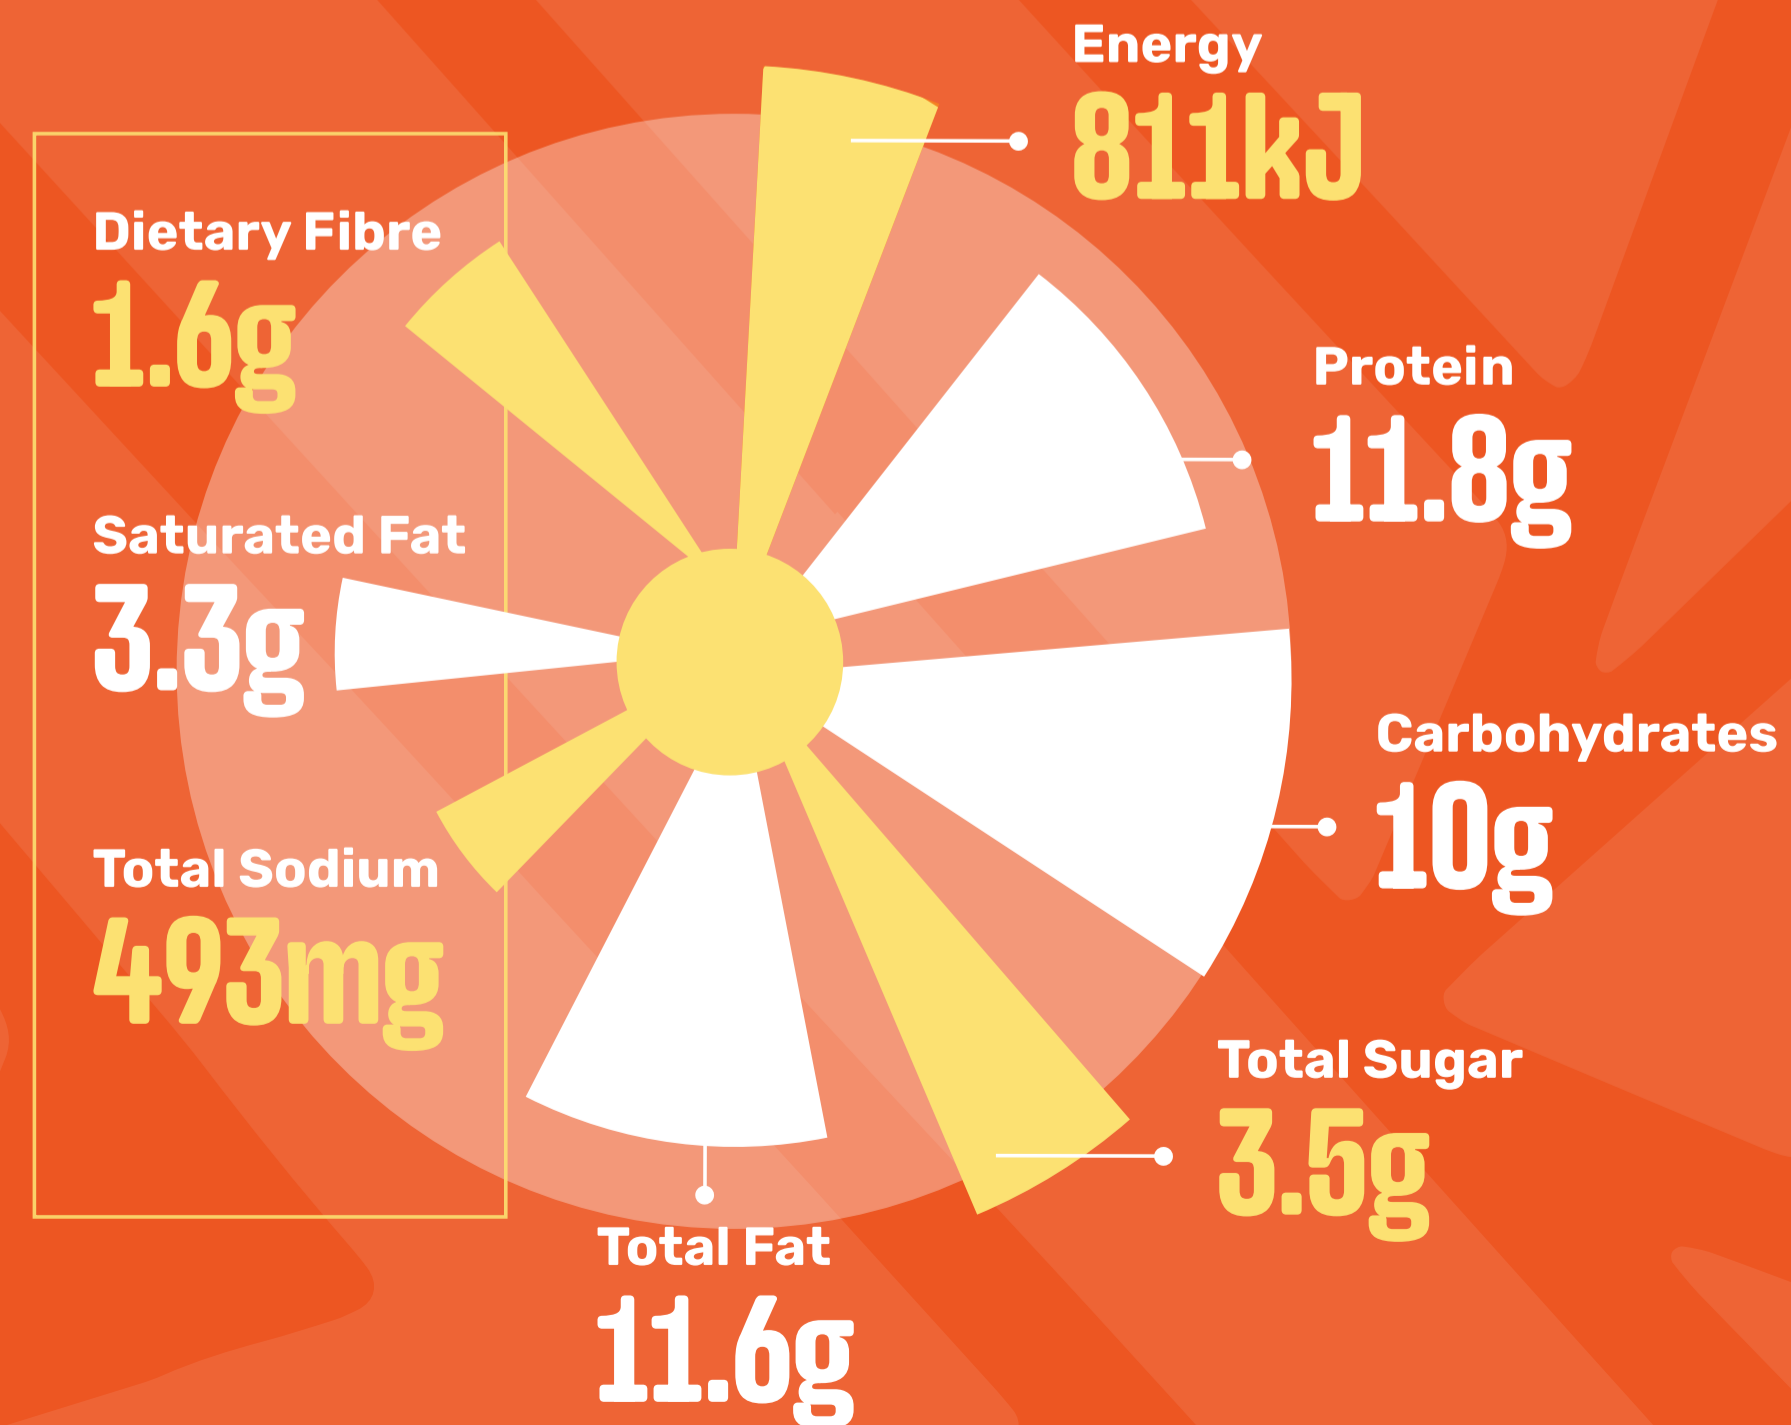 Energy
811kJ
Protein
11.8g
Carbohydrates
10g
Total Sugar
3.5g
Total Fat
11.6g
Dietary Fibre
1.6g
Saturated Fat
3.3g
Total Sodium
493mg